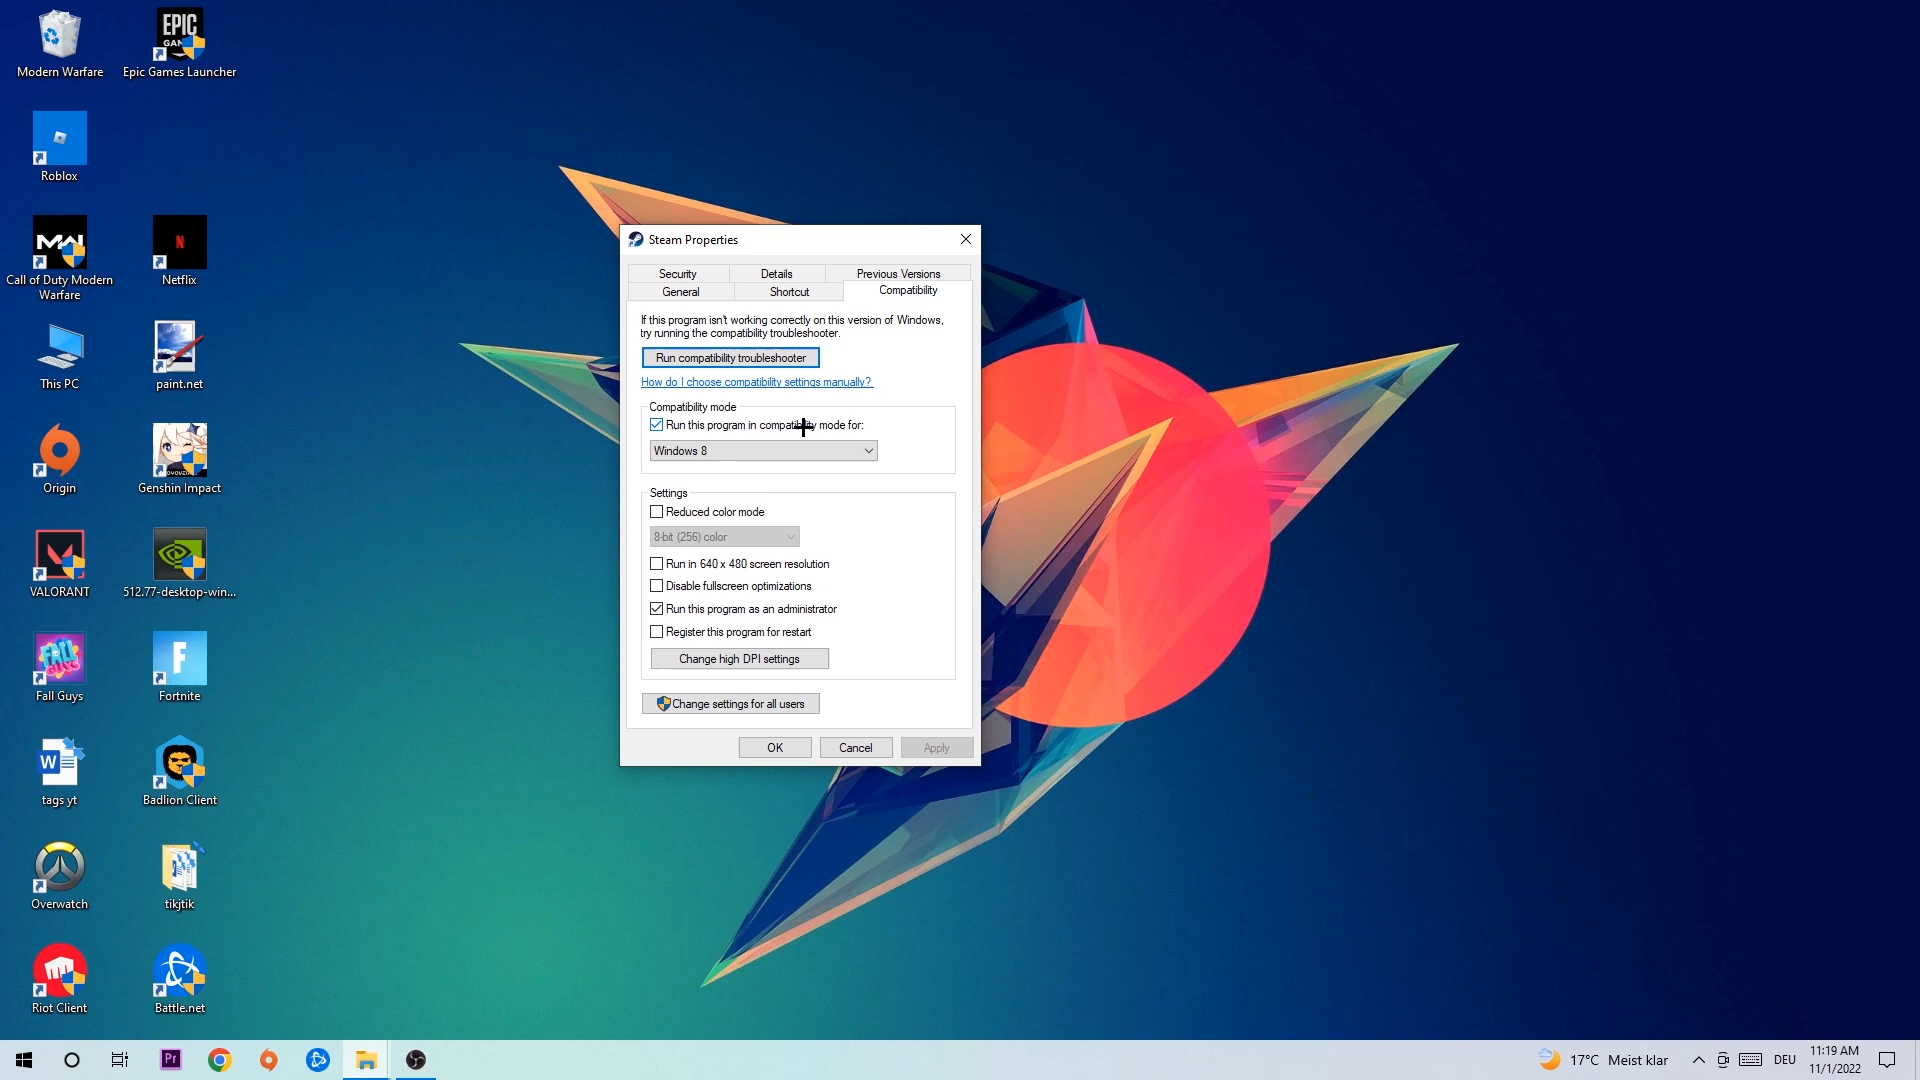 Modern Warfare
EPIC
GAMES
Epic Games Launcher
Roblox
MW
Call of Duty Modern
Warfare
N
Netflix
This PC
paint.net
Origin
Genshin Impact
VALORANT
512.77-desktop-win...
FALL
GUYS
Fall Guys
F
Fortnite
W
tags yt
Badlion Client
Overwatch
tikjtik
Riot Client
Battle.net
Steam Properties
Security
Details
Previous Versions
General
Shortcut
Compatibility
If this program isn't working correctly on this version of Windows,
try running the compatibility troubleshooter.
Run compatibility troubleshooter
How do I choose compatibility settings manually?
Compatibility mode
Run this program in compatibility mode for:
Windows 8
Settings
Reduced color mode
8-bit (256) color
Run in 640 x 480 screen resolution
Disable fullscreen optimizations
Run this program as an administrator
Register this program for restart
Change high DPI settings
Change settings for all users
OK
Cancel
Apply
Pr
17°C Meist klar
DEU
11:19 AM
11/1/2022